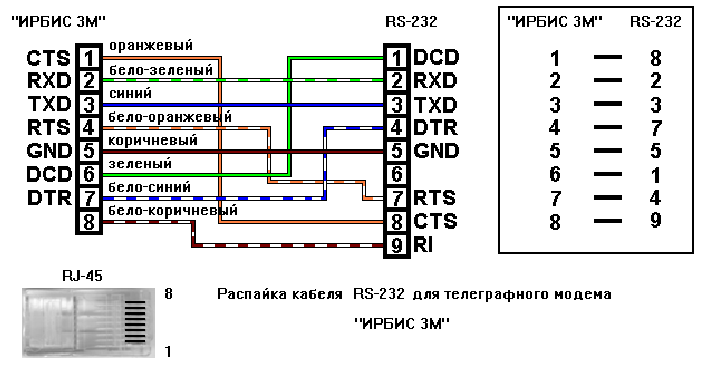 "ИРБИС 3М" RS-232 "ИРБИС 3М" RS-232
оранжевый
CTS 1 1 DCD 1 — 8
бело-зеленый
RXD 2 2 RXD 2 — 2
синий
TXD 3 3 TXD 3 — 3
бело-оранжевый
RTS 4 4 DTR 4 — 7
коричневый
GND 5 5 GND 5 — 5
зеленый
DCD 6 6 6 — 1
бело-синий
DTR 7 7 RTS 7 — 4
бело-коричневый
8 8 CTS 8 — 9
9 RI
RJ-45
8 Распайка кабеля RS-232 для телеграфного модема
"ИРБИС 3М"
1